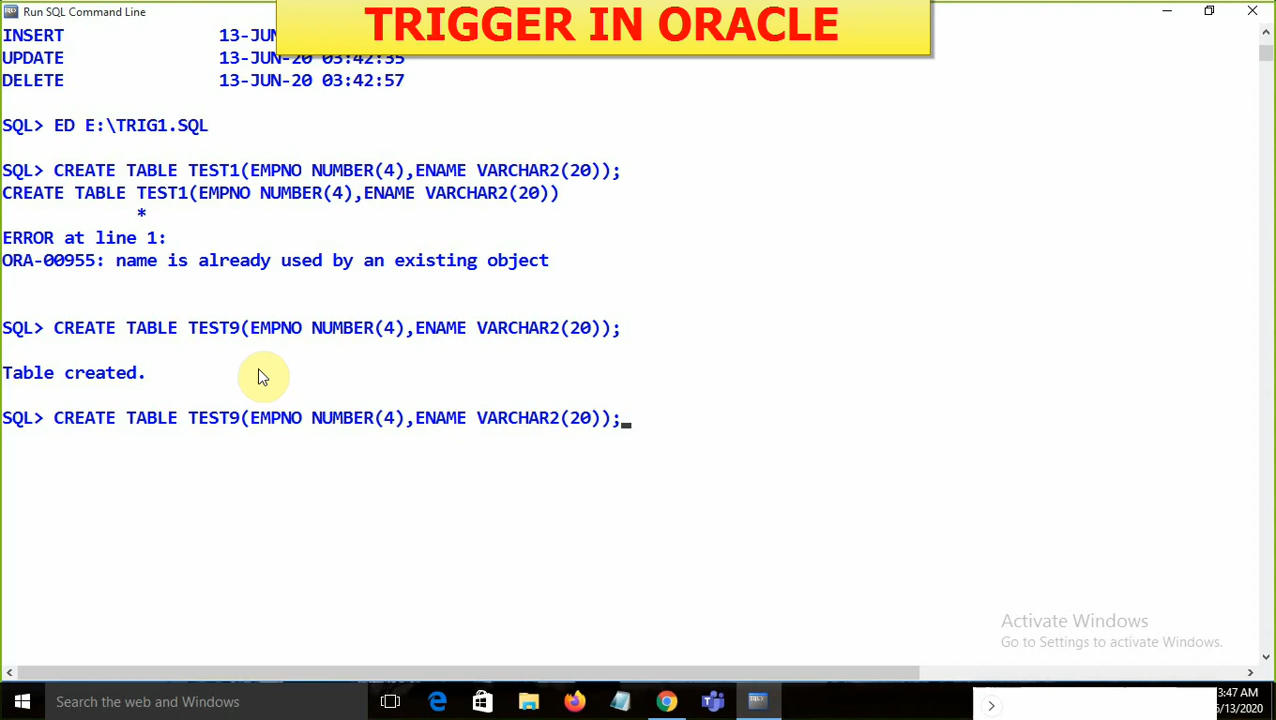 Run SQL Command Line
TRIGGER IN ORACLE
INSERT 13-JUN-20
UPDATE 13-JUN-20 03:42:35
DELETE 13-JUN-20 03:42:57
SQL> ED E:\TRIG1.SQL
SQL> CREATE TABLE TEST1(EMPNO NUMBER(4),ENAME VARCHAR2(20));
CREATE TABLE TEST1(EMPNO NUMBER(4),ENAME VARCHAR2(20))
*
ERROR at line 1:
ORA-00955: name is already used by an existing object
SQL> CREATE TABLE TEST9(EMPNO NUMBER(4),ENAME VARCHAR2(20));
Table created.
SQL> CREATE TABLE TEST9(EMPNO NUMBER(4),ENAME VARCHAR2(20));
Activate Windows
Go to Settings to activate Windows.
Search the web and Windows
3:47 AM
6/13/2020